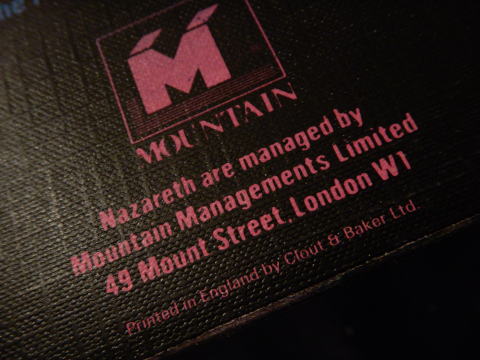 M
MOUNTAIN
Nazareth are managed by
Mountain Managements Limited
49 Mount Street, London W1
Printed in England by Clout & Baker Ltd.